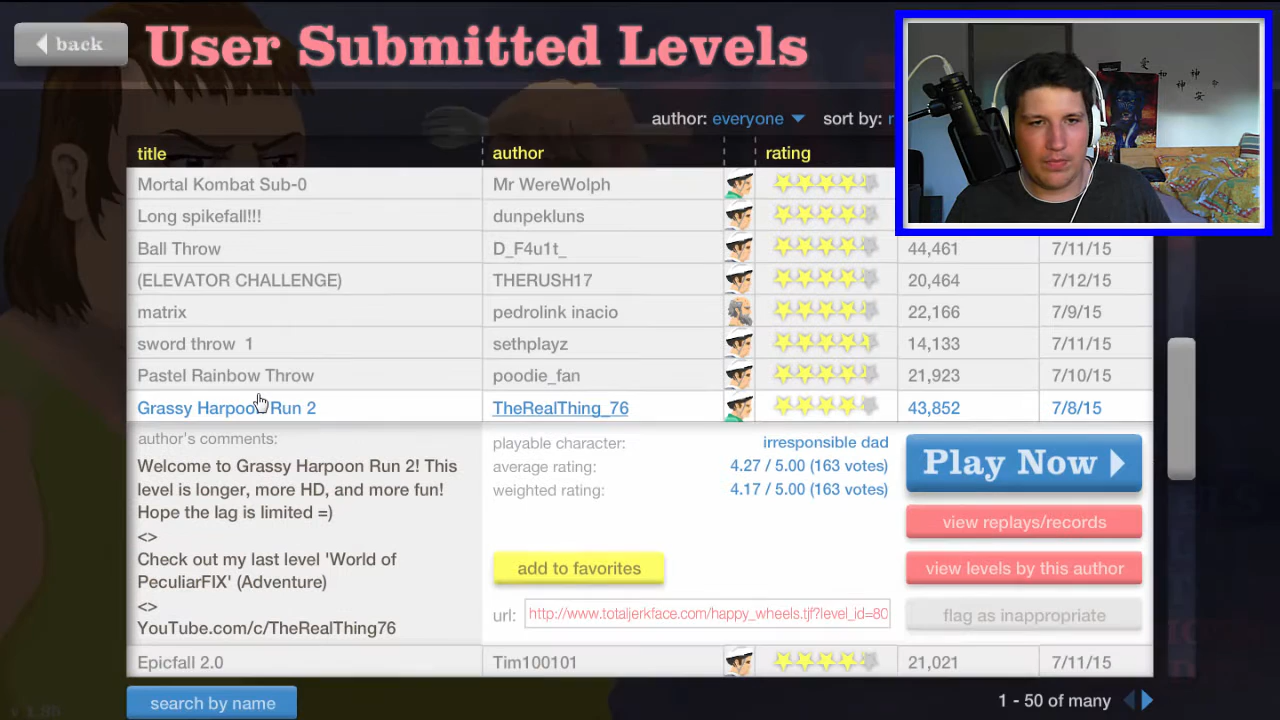 back
User Submitted Levels
author: everyone sort by:
title author rating
Mortal Kombat Sub-0 Mr WereWolph
Long spikefall!!! dunpekluns
Ball Throw D_F4u1t_ 44,461 7/11/15
(ELEVATOR CHALLENGE) THERUSH17 20,464 7/12/15
matrix pedrolink inacio 22,166 7/9/15
sword throw 1 sethplayz 14,133 7/11/15
Pastel Rainbow Throw poodie_fan 21,923 7/10/15
Grassy Harpoon Run 2 TheRealThing_76 43,852 7/8/15
author's comments:
Welcome to Grassy Harpoon Run 2! This
level is longer, more HD, and more fun!
Hope the lag is limited =)
<>
Check out my last level 'World of
PeculiarFIX' (Adventure)
<>
YouTube.com/c/TheRealThing76
playable character: irresponsible dad
average rating: 4.27 / 5.00 (163 votes)
weighted rating: 4.17 / 5.00 (163 votes)
add to favorites
url: http://www.totaljerkface.com/happy_wheels.tjf?level_id=80
Play Now
view replays/records
view levels by this author
flag as inappropriate
Epicfall 2.0 Tim100101 21,021 7/11/15
search by name
1 - 50 of many